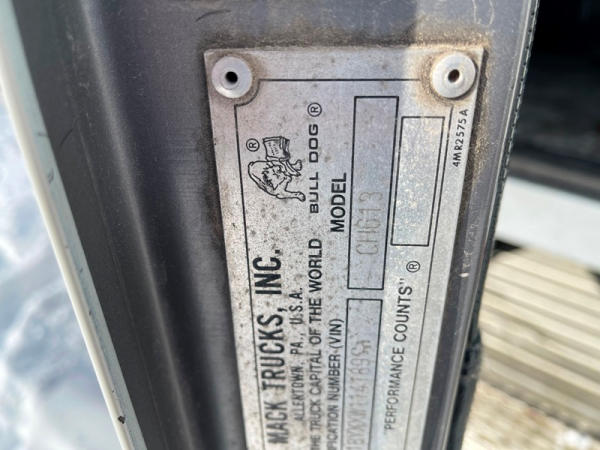 ® BULL DOG ®
MACK TRUCKS, INC.
ALLENTOWN, PA., U.S.A.
THE TRUCK CAPITAL OF THE WORLD
MODEL
CH613
"PERFORMANCE COUNTS" ®
4MR2575A